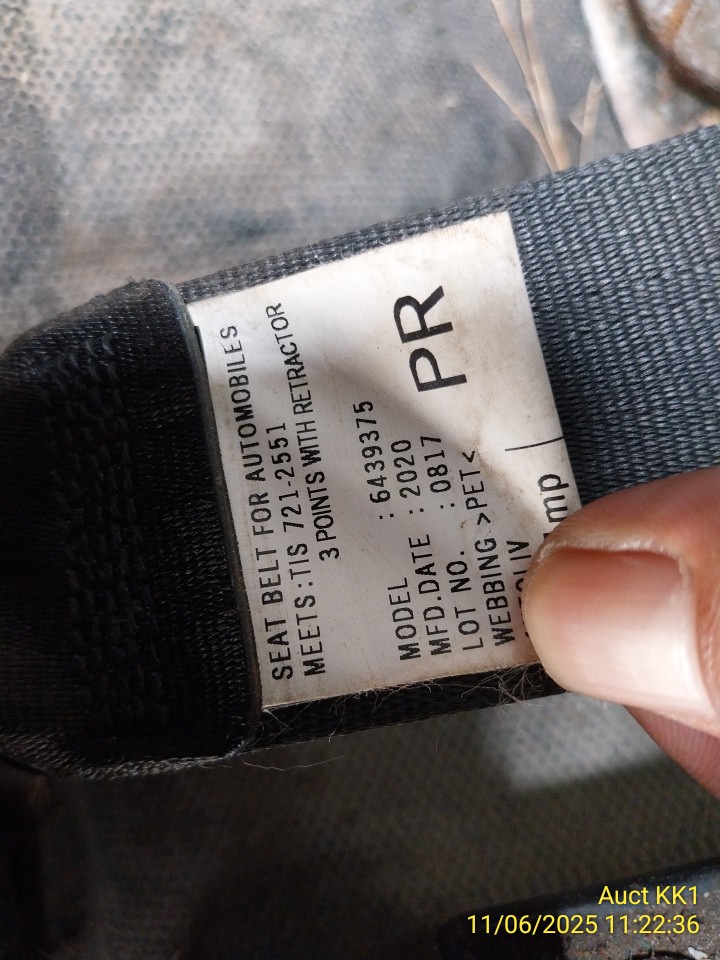 SEAT BELT FOR AUTOMOBILES
MEETS : TIS 721-2551
3 POINTS WITH RETRACTOR
MODEL : 6439375
MFD.DATE : 2020
LOT NO. : 0817
WEBBING >PET<
PR
Auct KK1
11/06/2025 11:22:36